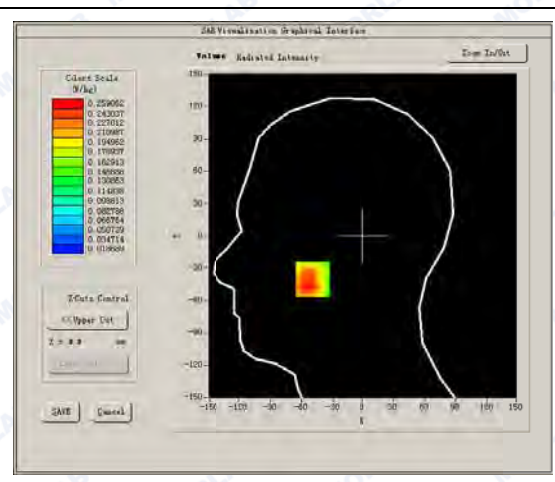 SAR Visualisation Graphical Interface
Volume Radiated Intensity
Zoom In/Out
Colors Scale
(W/kg)
0.259062
0.243037
0.227012
0.210987
0.194962
0.178937
0.162913
0.146888
0.130863
0.114838
0.098813
0.082788
0.066764
0.050739
0.034714
0.018689
150
120
90
60
30
0
-30
-60
-90
-120
-150
-150 -120 -90 -60 -30 0 30 60 90 120 150
X
Z-Cuts Control
<<Upper Cut
SAVE
Cancel